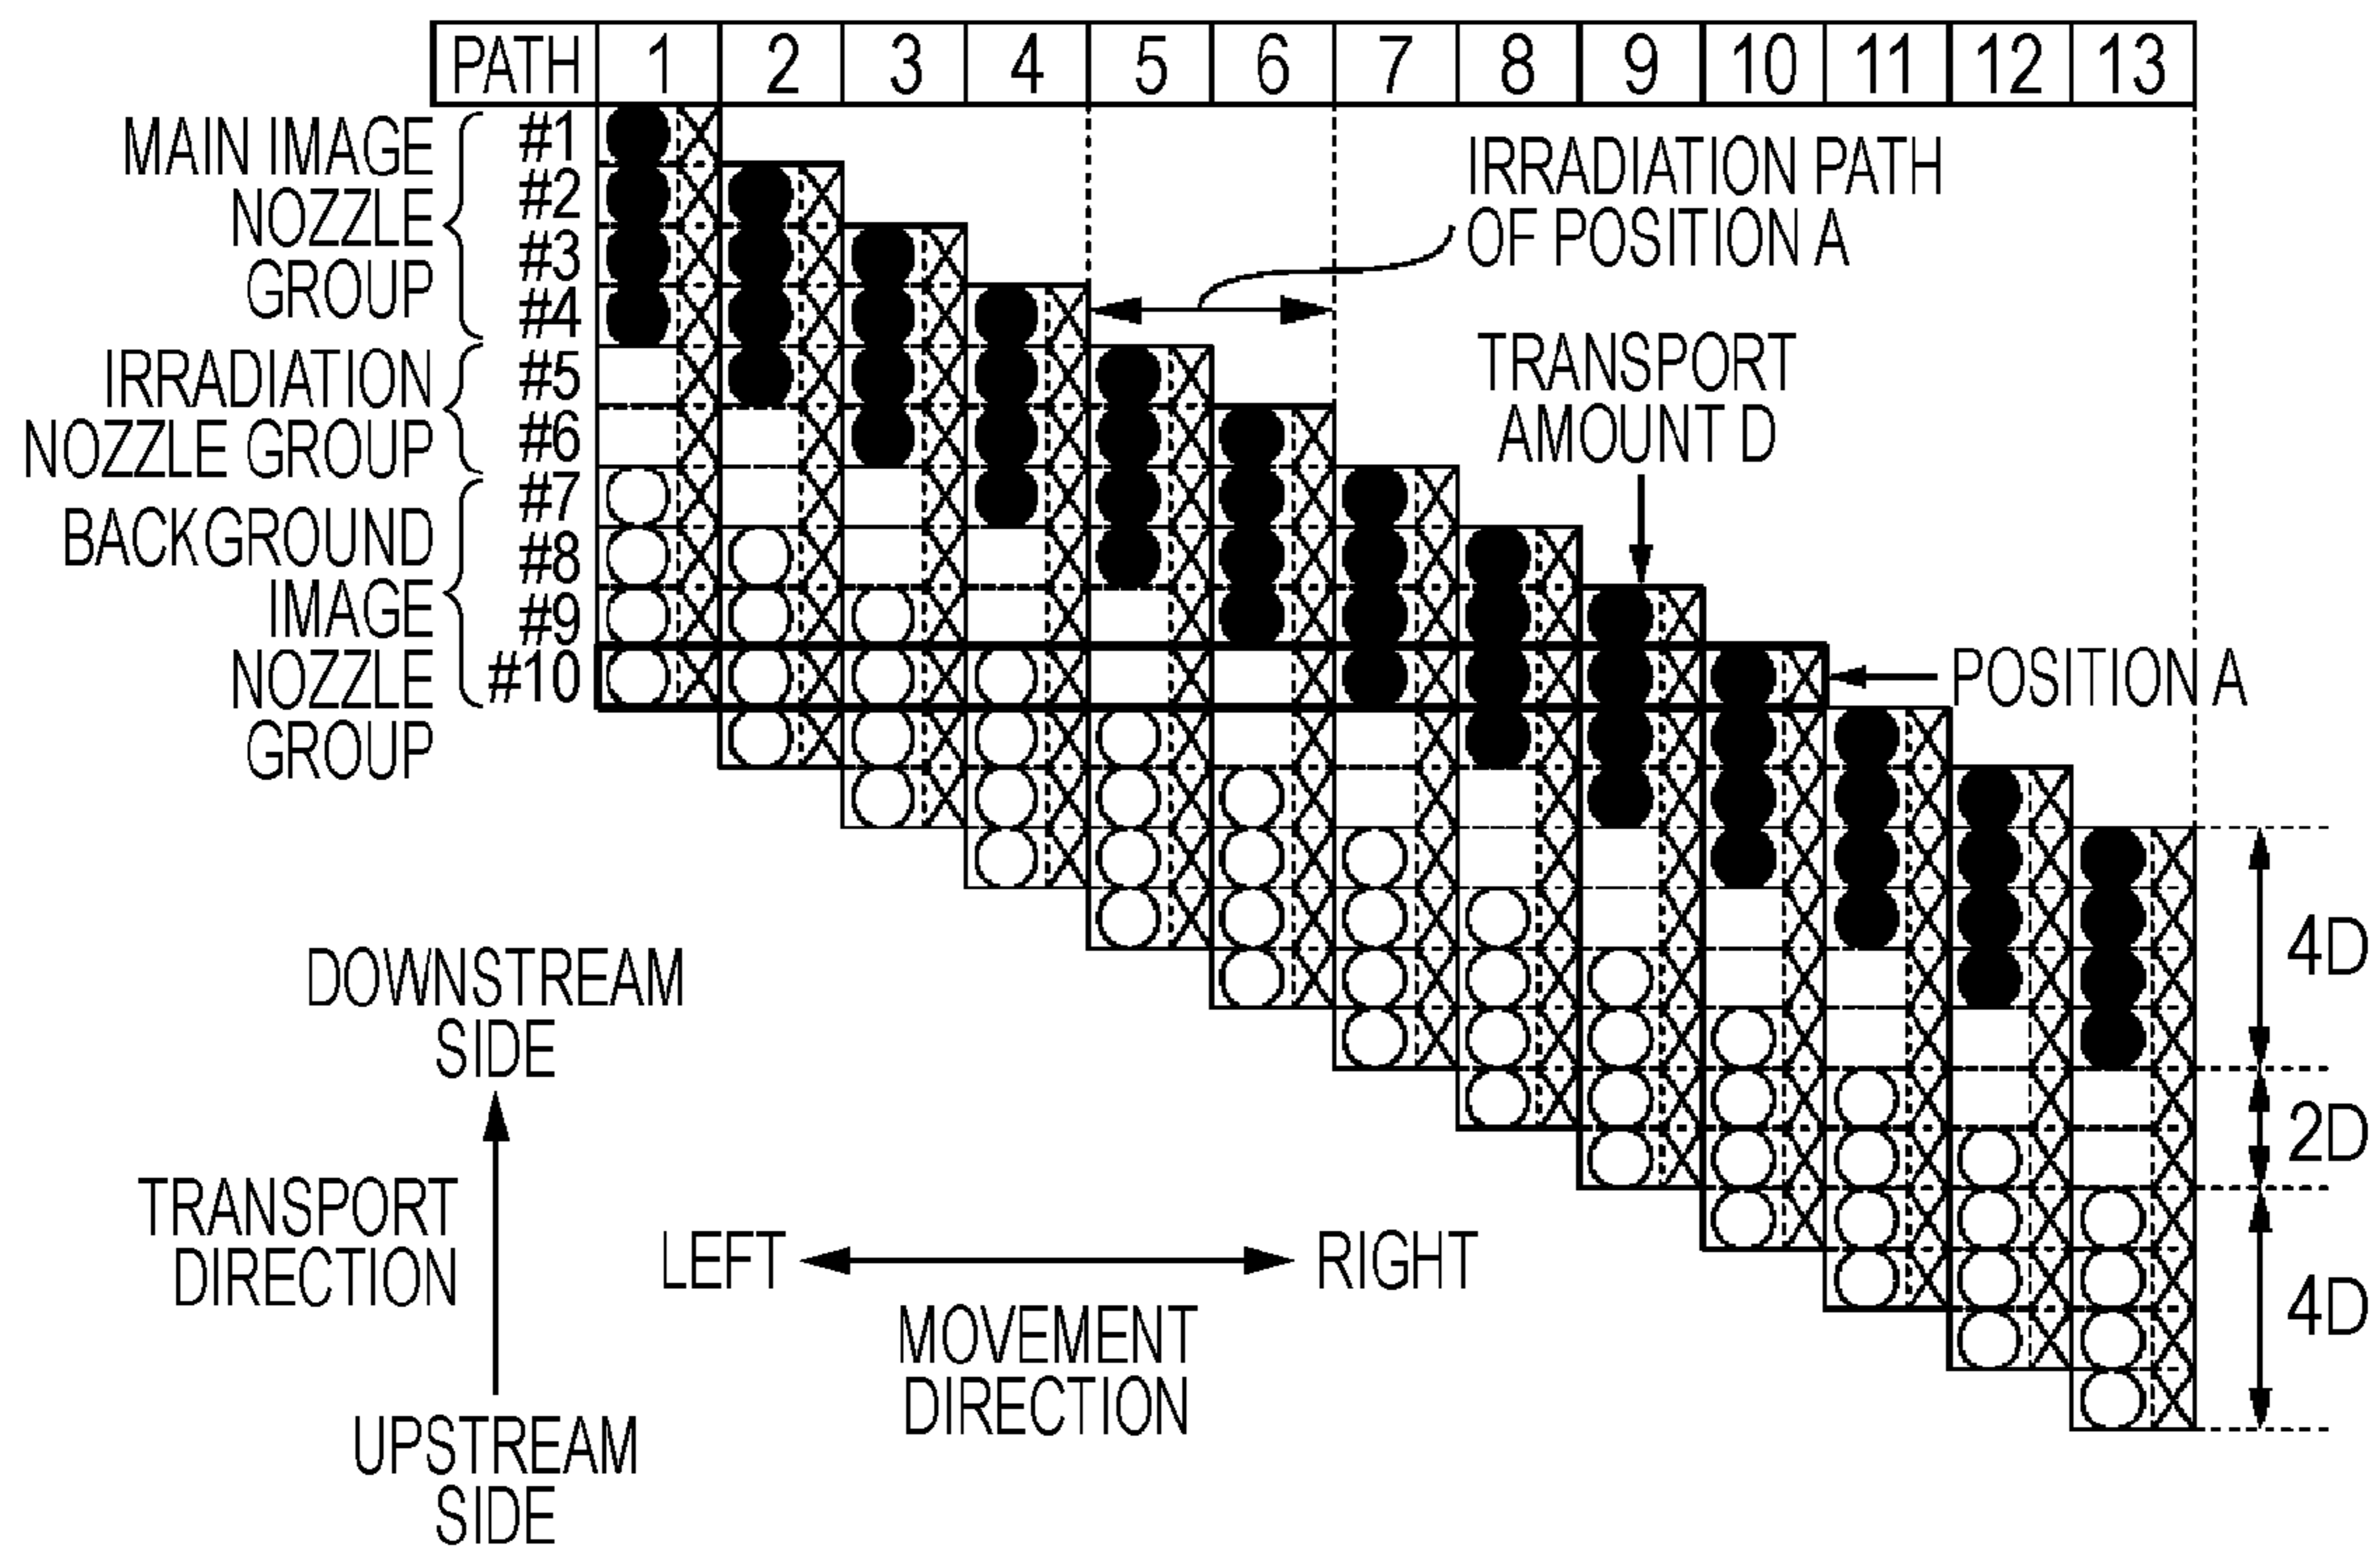 PATH 1 2 3 4 5 6 7 8 9 10 11 12 13
MAIN IMAGE
NOZZLE
GROUP
#1
#2
#3
#4
IRRADIATION
NOZZLE GROUP
#5
#6
BACKGROUND
IMAGE
NOZZLE
GROUP
#7
#8
#9
#10
IRRADIATION PATH
OF POSITION A
TRANSPORT
AMOUNT D
POSITION A
4D
2D
4D
DOWNSTREAM
SIDE
TRANSPORT
DIRECTION
UPSTREAM
SIDE
LEFT
RIGHT
MOVEMENT
DIRECTION